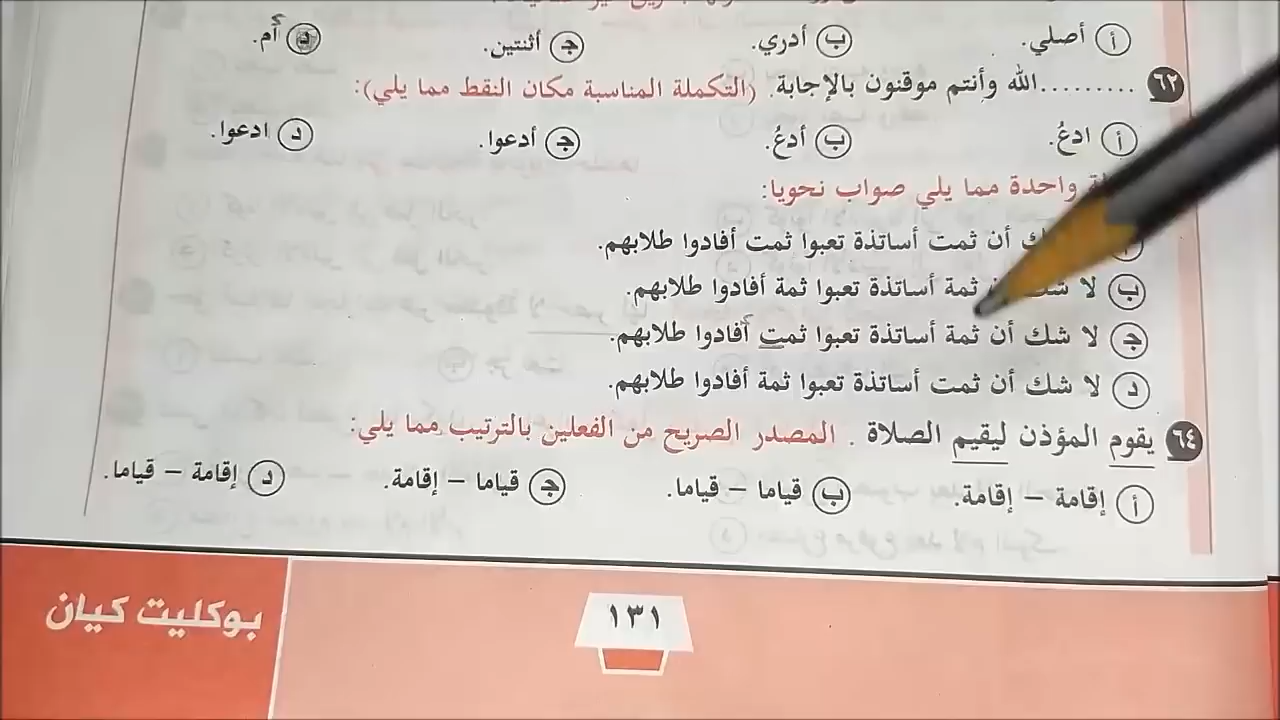 أ أصلي. ب أدري. ج أثنتين. د أم.
٦٢ .........الله وأنتم موقنون بالإجابة. (التكملة المناسبة مكان النقط مما يلي):
أ ادعُ. ب أدعُ. ج أدعوا. د ادعوا.
واحدة مما يلي صواب نحويا:
أن ثمت أساتذة تعبوا ثمت أفادوا طلابهم.
ب لا شك أن ثمة أساتذة تعبوا ثمة أفادوا طلابهم.
ج لا شك أن ثمة أساتذة تعبوا ثمت أفادوا طلابهم.
د لا شك أن ثمت أساتذة تعبوا ثمة أفادوا طلابهم.
٦٤ يقوم المؤذن ليقيم الصلاة . المصدر الصريح من الفعلين بالترتيب مما يلي:
أ إقامة – إقامة. ب قياما – قياما. ج قياما – إقامة. د إقامة – قياما.
١٣١
بوكليت كيان